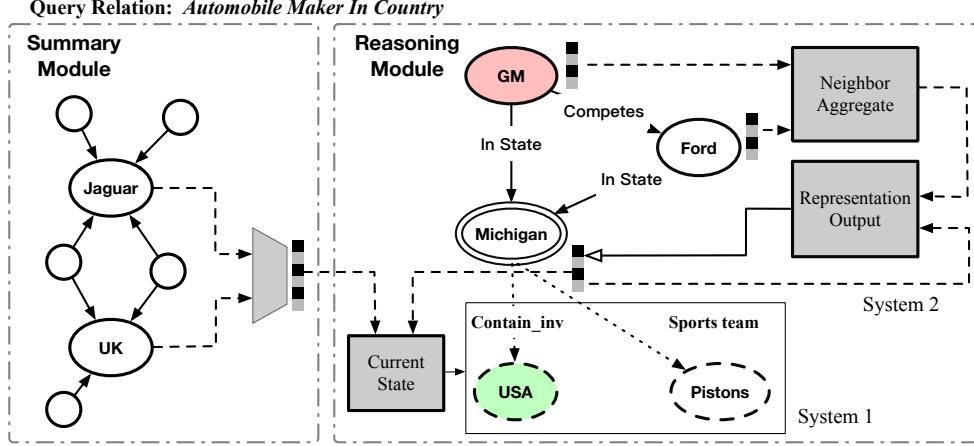 Query Relation: Automobile Maker In Country
Summary
Module
Jaguar
UK
Reasoning
Module
GM
Competes
In State
Ford
In State
Michigan
Neighbor
Aggregate
Representation
Output
System 2
Current
State
Contain_inv
Sports team
USA
Pistons
System 1